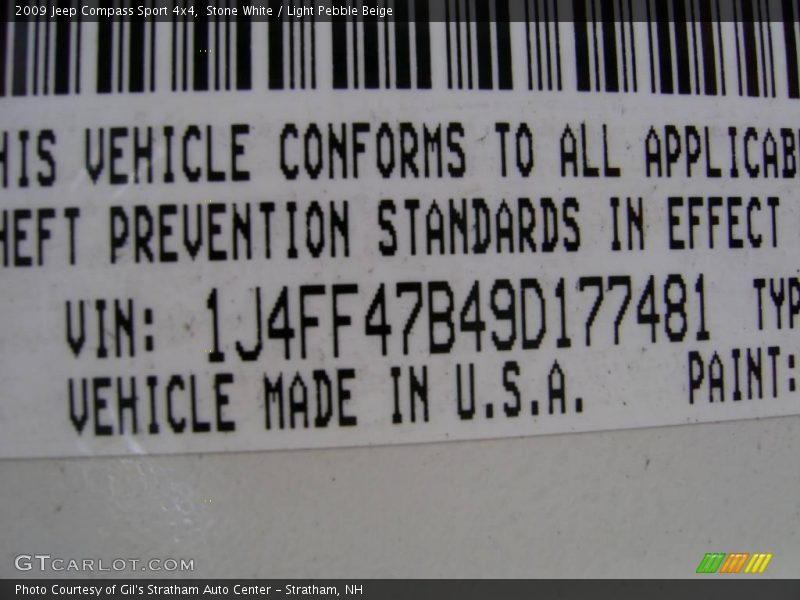 2009 Jeep Compass Sport 4x4, Stone White / Light Pebble Beige
HIS VEHICLE CONFORMS TO ALL APPLICAB
HEFT PREVENTION STANDARDS IN EFFECT
VIN: 1J4FF47B49D177481 TYP
VEHICLE MADE IN U.S.A. PAINT:
GTCARLOT.COM
Photo Courtesy of Gil's Stratham Auto Center - Stratham, NH